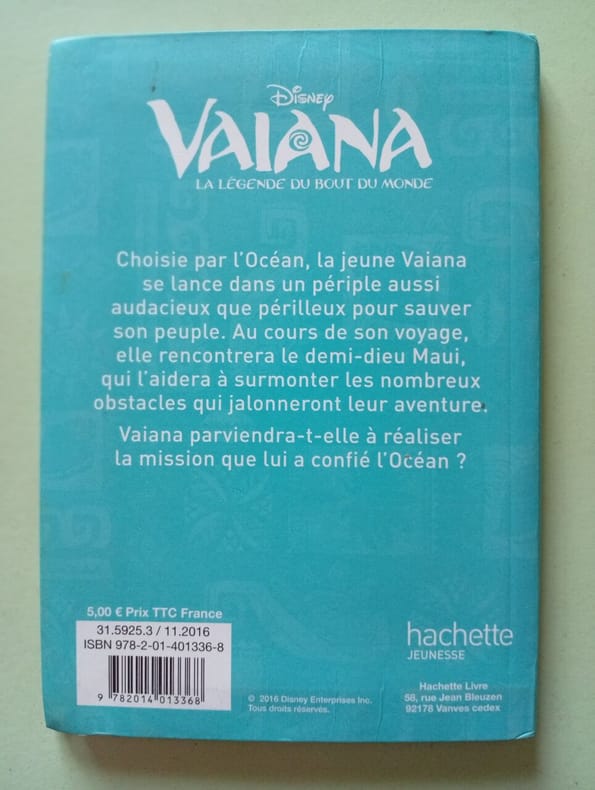 Disney
VAIANA
LA LÉGENDE DU BOUT DU MONDE
Choisie par l'Océan, la jeune Vaiana
se lance dans un périple aussi
audacieux que périlleux pour sauver
son peuple. Au cours de son voyage,
elle rencontrera le demi-dieu Maui,
qui l'aidera à surmonter les nombreux
obstacles qui jalonneront leur aventure.
Vaiana parviendra-t-elle à réaliser
la mission que lui a confié l'Océan ?
5,00 € Prix TTC France
31.5925.3 / 11.2016
ISBN 978-2-01-401336-8
9 782014 013368
© 2016 Disney Enterprises Inc.
Tous droits réservés.
hachette
JEUNESSE
Hachette Livre
58, rue Jean Bleuzen
92178 Vanves cedex